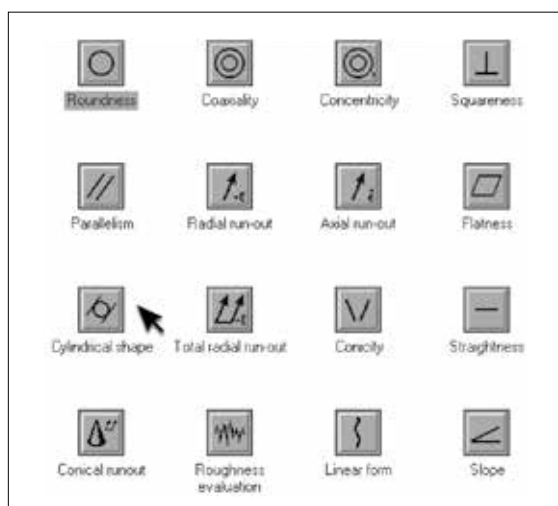 Roundness
Coaxiality
Concentricity
Squareness
Parallelism
Radial run-out
Axial run-out
Flatness
Cylindrical shape
Total radial run-out
Conicity
Straightness
Conical runout
Roughness
evaluation
Linear form
Slope